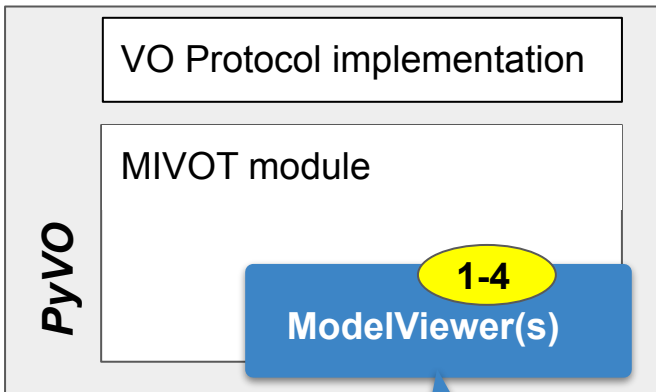 VO Protocol implementation
MIVOT module
PyVO
1-4
ModelViewer(s)